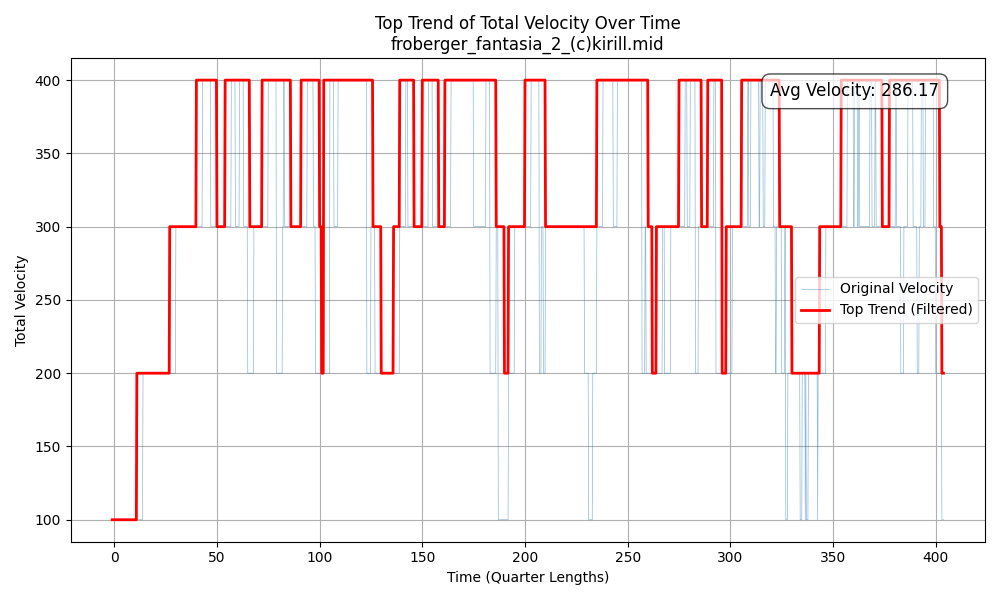 Top Trend of Total Velocity Over Time
froberger_fantasia_2_(c)kirill.mid
Avg Velocity: 286.17
400
350
300
250
200
150
100
Total Velocity
Original Velocity
Top Trend (Filtered)
0
50
100
150
200
250
300
350
400
Time (Quarter Lengths)